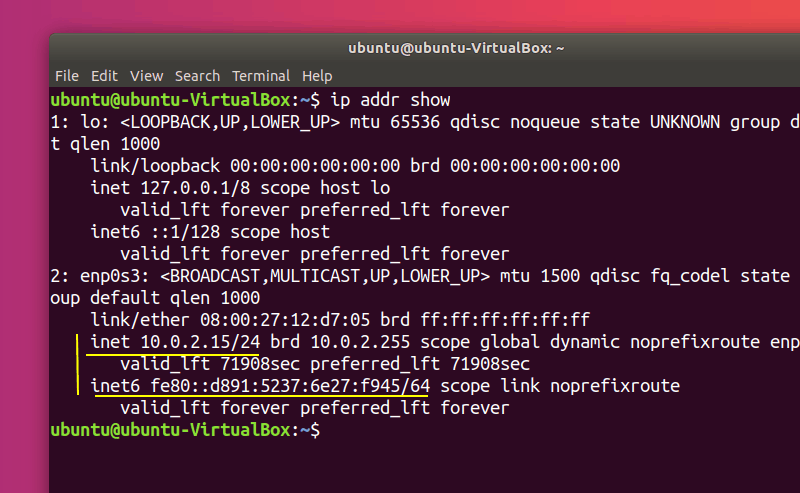 ubuntu@ubuntu-VirtualBox: ~
File Edit View Search Terminal Help
ubuntu@ubuntu-VirtualBox:~$ ip addr show
1: lo: <LOOPBACK,UP,LOWER_UP> mtu 65536 qdisc noqueue state UNKNOWN group d
t qlen 1000
link/loopback 00:00:00:00:00:00 brd 00:00:00:00:00:00
inet 127.0.0.1/8 scope host lo
valid_lft forever preferred_lft forever
inet6 ::1/128 scope host
valid_lft forever preferred_lft forever
2: enp0s3: <BROADCAST,MULTICAST,UP,LOWER_UP> mtu 1500 qdisc fq_codel state
oup default qlen 1000
link/ether 08:00:27:12:d7:05 brd ff:ff:ff:ff:ff:ff
inet 10.0.2.15/24 brd 10.0.2.255 scope global dynamic noprefixroute enp
valid_lft 71908sec preferred_lft 71908sec
inet6 fe80::d891:5237:6e27:f945/64 scope link noprefixroute
valid_lft forever preferred_lft forever
ubuntu@ubuntu-VirtualBox:~$